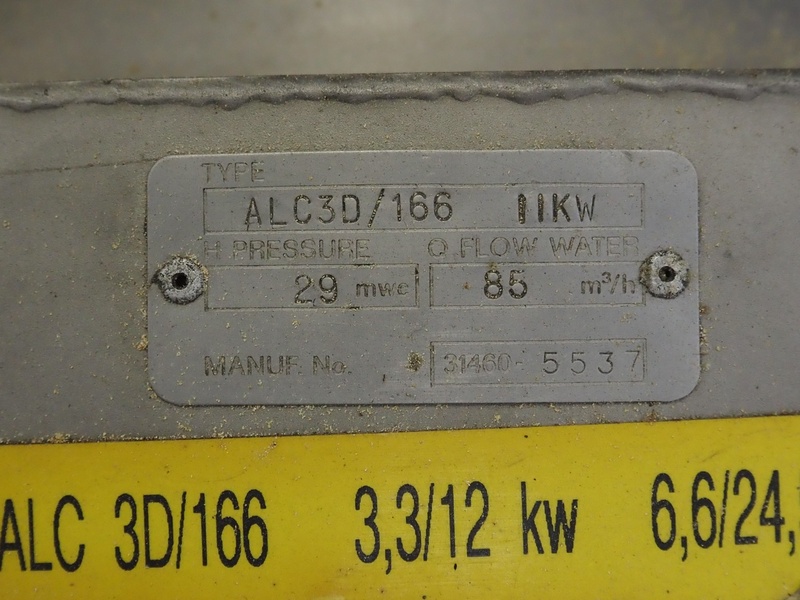 TYPE
ALC3D/166 11KW
H PRESSURE Q FLOW WATER
29 mwc 85 m³/h
MANUF. No. 31460- 5537
ALC 3D/166 3,3/12 kw 6,6/24,